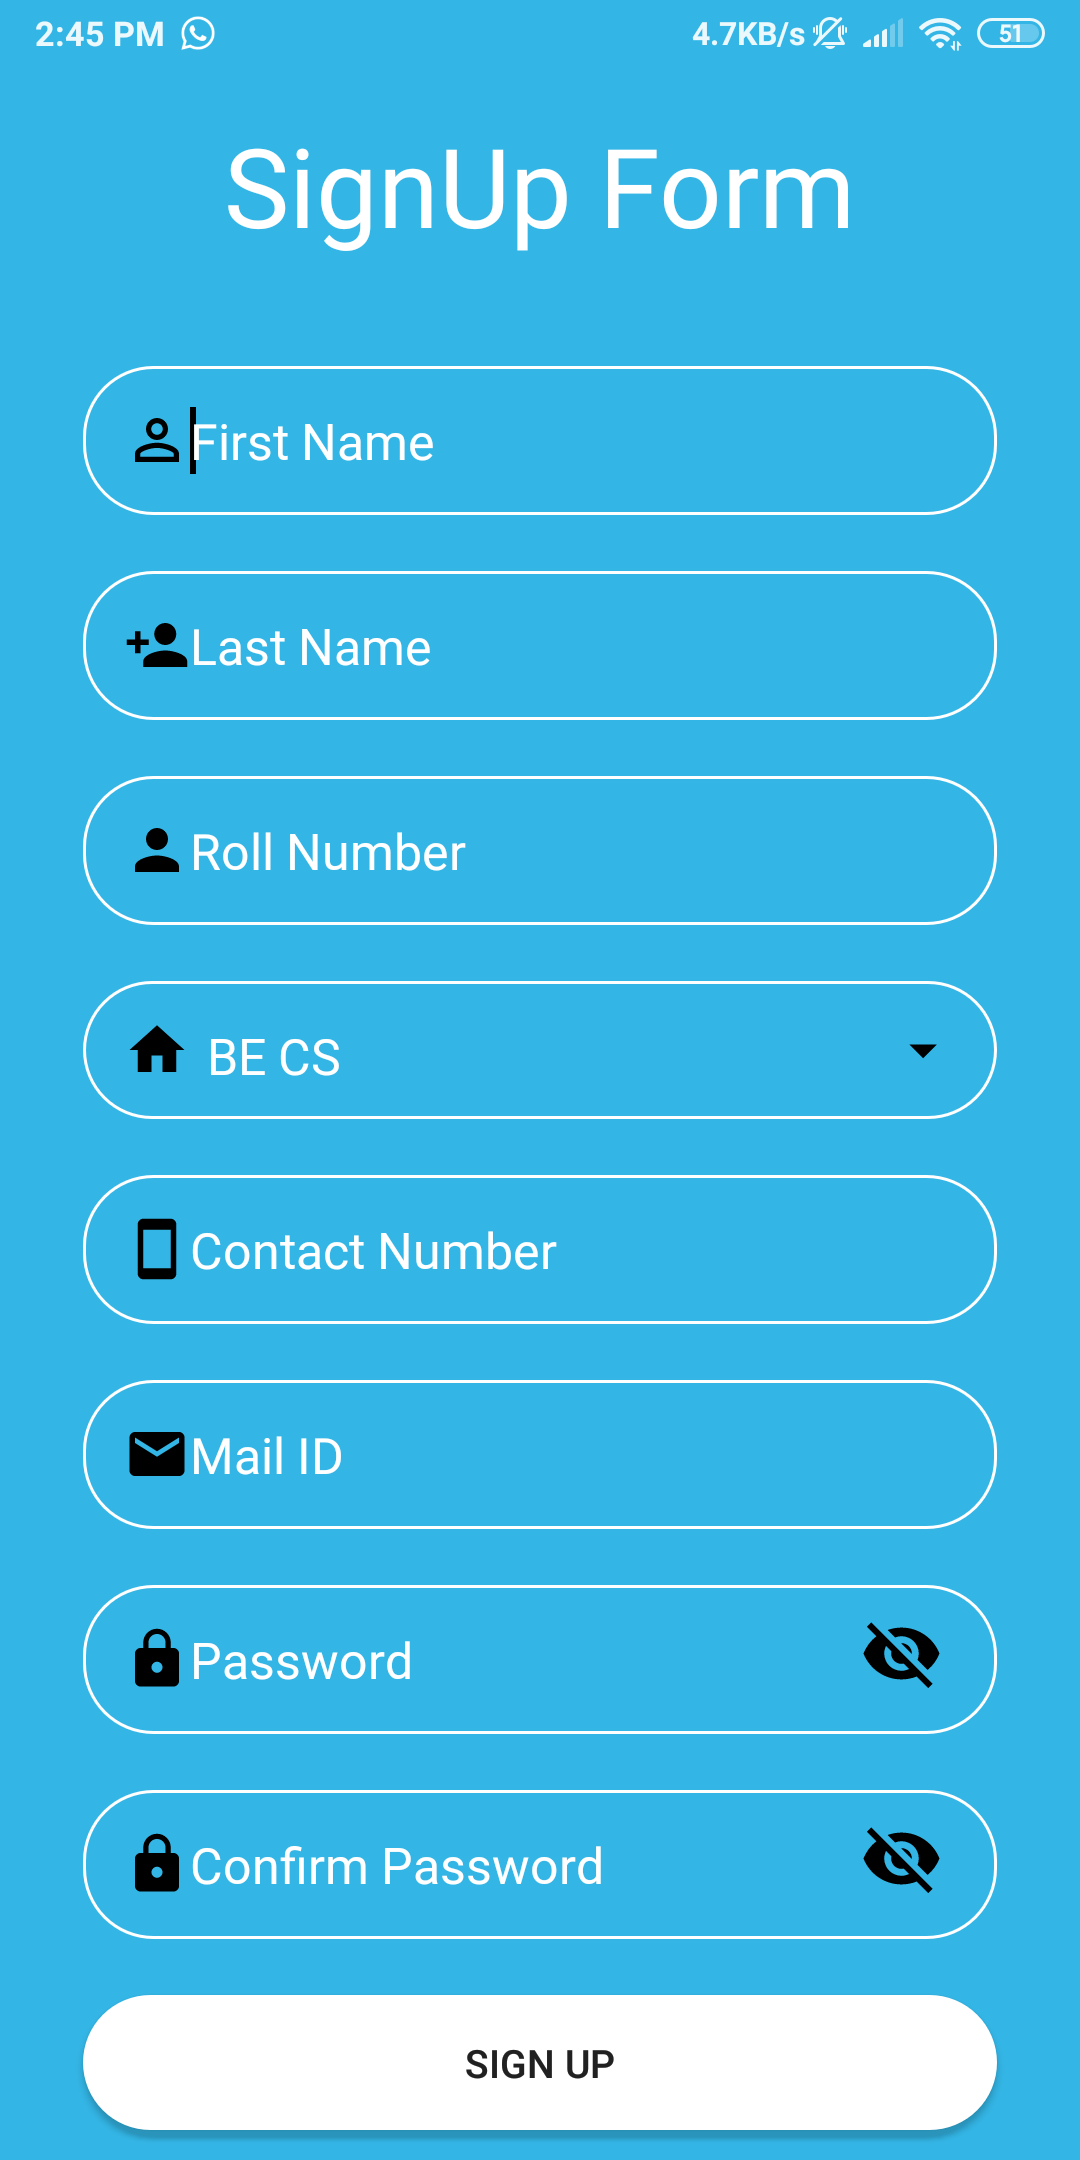 2:45 PM 4.7KB/s 51
SignUp Form
First Name
Last Name
Roll Number
BE CS
Contact Number
Mail ID
Password
Confirm Password
SIGN UP